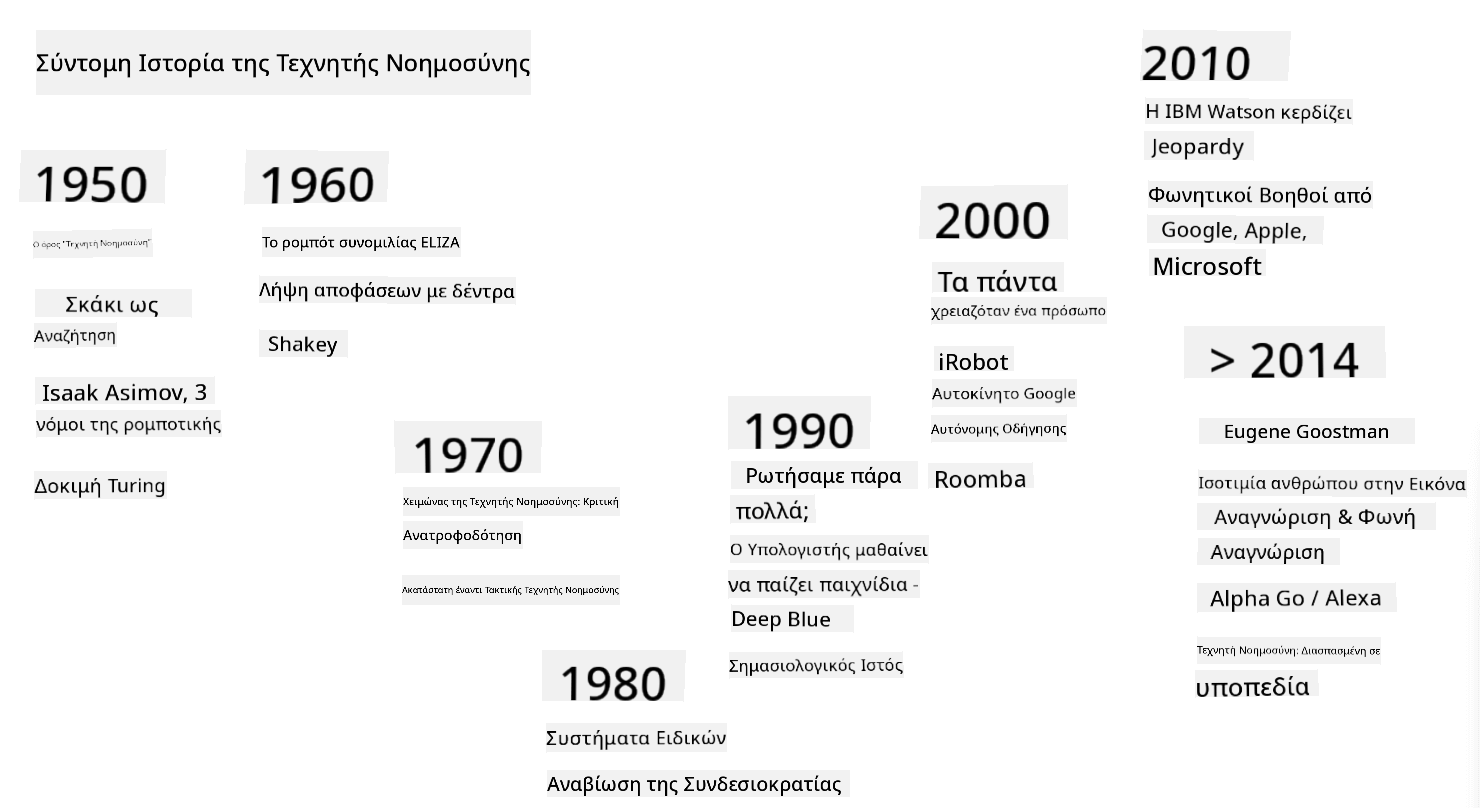 Σύντομη Ιστορία της Τεχνητής Νοημοσύνης
1950
Ο όρος "Τεχνητή Νοημοσύνη"
Σκάκι ως
Αναζήτηση
Isaak Asimov, 3
νόμοι της ρομποτικής
Δοκιμή Turing
1960
Το ρομπότ συνομιλίας ELIZA
Λήψη αποφάσεων με δέντρα
Shakey
1970
Χειμώνας της Τεχνητής Νοημοσύνης: Κριτική
Ανατροφοδότηση
Ακατάστατη έναντι Τακτικής Τεχνητής Νοημοσύνης
1980
Συστήματα Ειδικών
Αναβίωση της Συνδεσιοκρατίας
1990
Ρωτήσαμε πάρα
πολλά;
Ο Υπολογιστής μαθαίνει
να παίζει παιχνίδια -
Deep Blue
Σημασιολογικός Ιστός
2000
Τα πάντα
χρειαζόταν ένα πρόσωπο
iRobot
Αυτοκίνητο Google
Αυτόνομης Οδήγησης
Roomba
2010
Η IBM Watson κερδίζει
Jeopardy
Φωνητικοί Βοηθοί από
Google, Apple,
Microsoft
> 2014
Eugene Goostman
Ισοτιμία ανθρώπου στην Εικόνα
Αναγνώριση & Φωνή
Αναγνώριση
Alpha Go / Alexa
Τεχνητή Νοημοσύνη: Διασπασμένη σε
υποπεδία